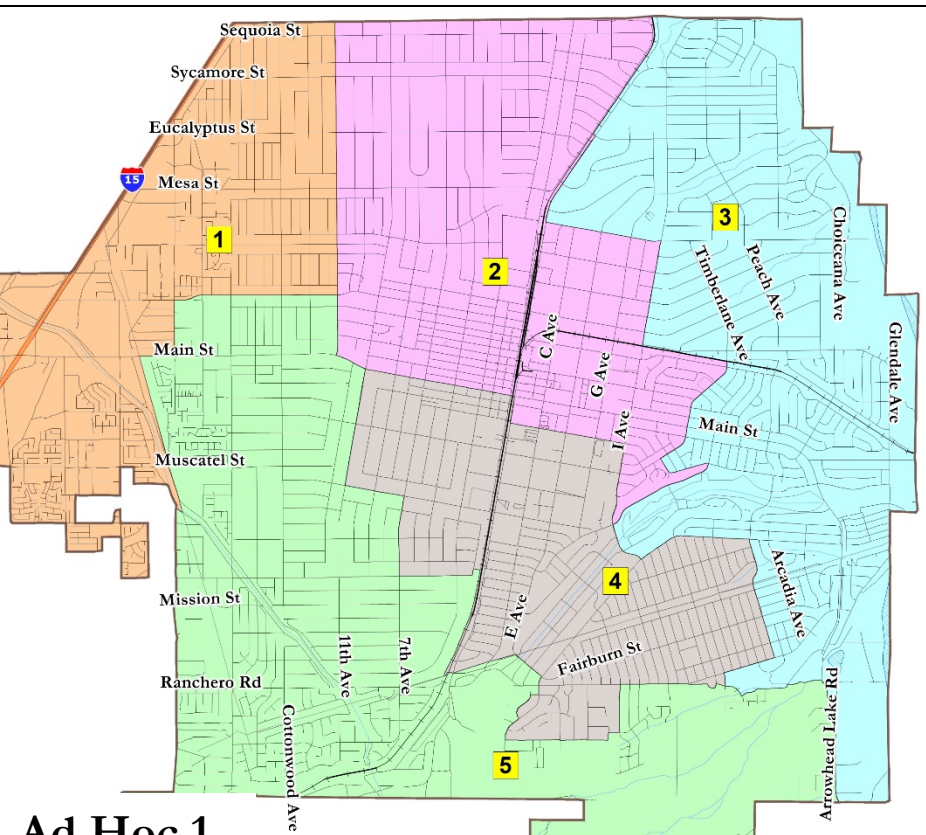 Sequoia St
Sycamore St
Eucalyptus St
15
Mesa St
1
2
3
Choiceana Ave
Peach Ave
Timberlane Ave
Glendale Ave
Main St
C Ave
G Ave
I Ave
Main St
Muscatel St
4
Arcadia Ave
Mission St
E Ave
Fairburn St
11th Ave
7th Ave
Ranchero Rd
Cottonwood Ave
Arrowhead Lake Rd
5
Ad Hoc 1